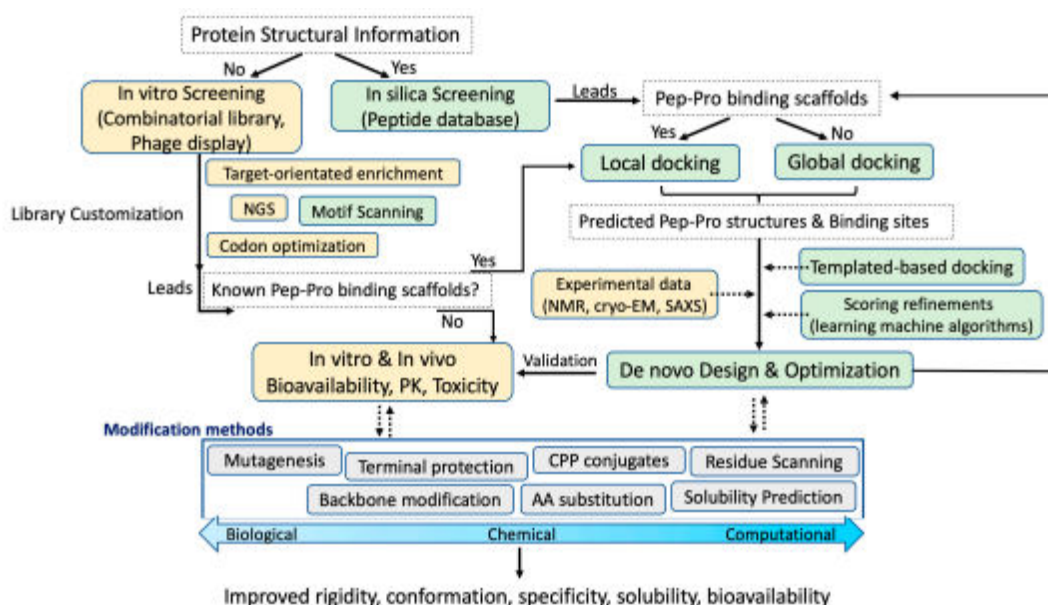 Protein Structural Information
No
Yes
In vitro Screening
(Combinatorial library,
Phage display)
In silica Screening
(Peptide database)
Leads
Pep-Pro binding scaffolds
Yes
No
Local docking
Global docking
Target-orientated enrichment
NGS
Motif Scanning
Library Customization
Codon optimization
Predicted Pep-Pro structures & Binding sites
Yes
Leads
Known Pep-Pro binding scaffolds?
No
Experimental data
(NMR, cryo-EM, SAXS)
Templated-based docking
Scoring refinements
(learning machine algorithms)
In vitro & In vivo
Bioavailability, PK, Toxicity
Validation
De novo Design & Optimization
Modification methods
Mutagenesis
Terminal protection
CPP conjugates
Residue Scanning
Backbone modification
AA substitution
Solubility Prediction
Biological
Chemical
Computational
Improved rigidity, conformation, specificity, solubility, bioavailability